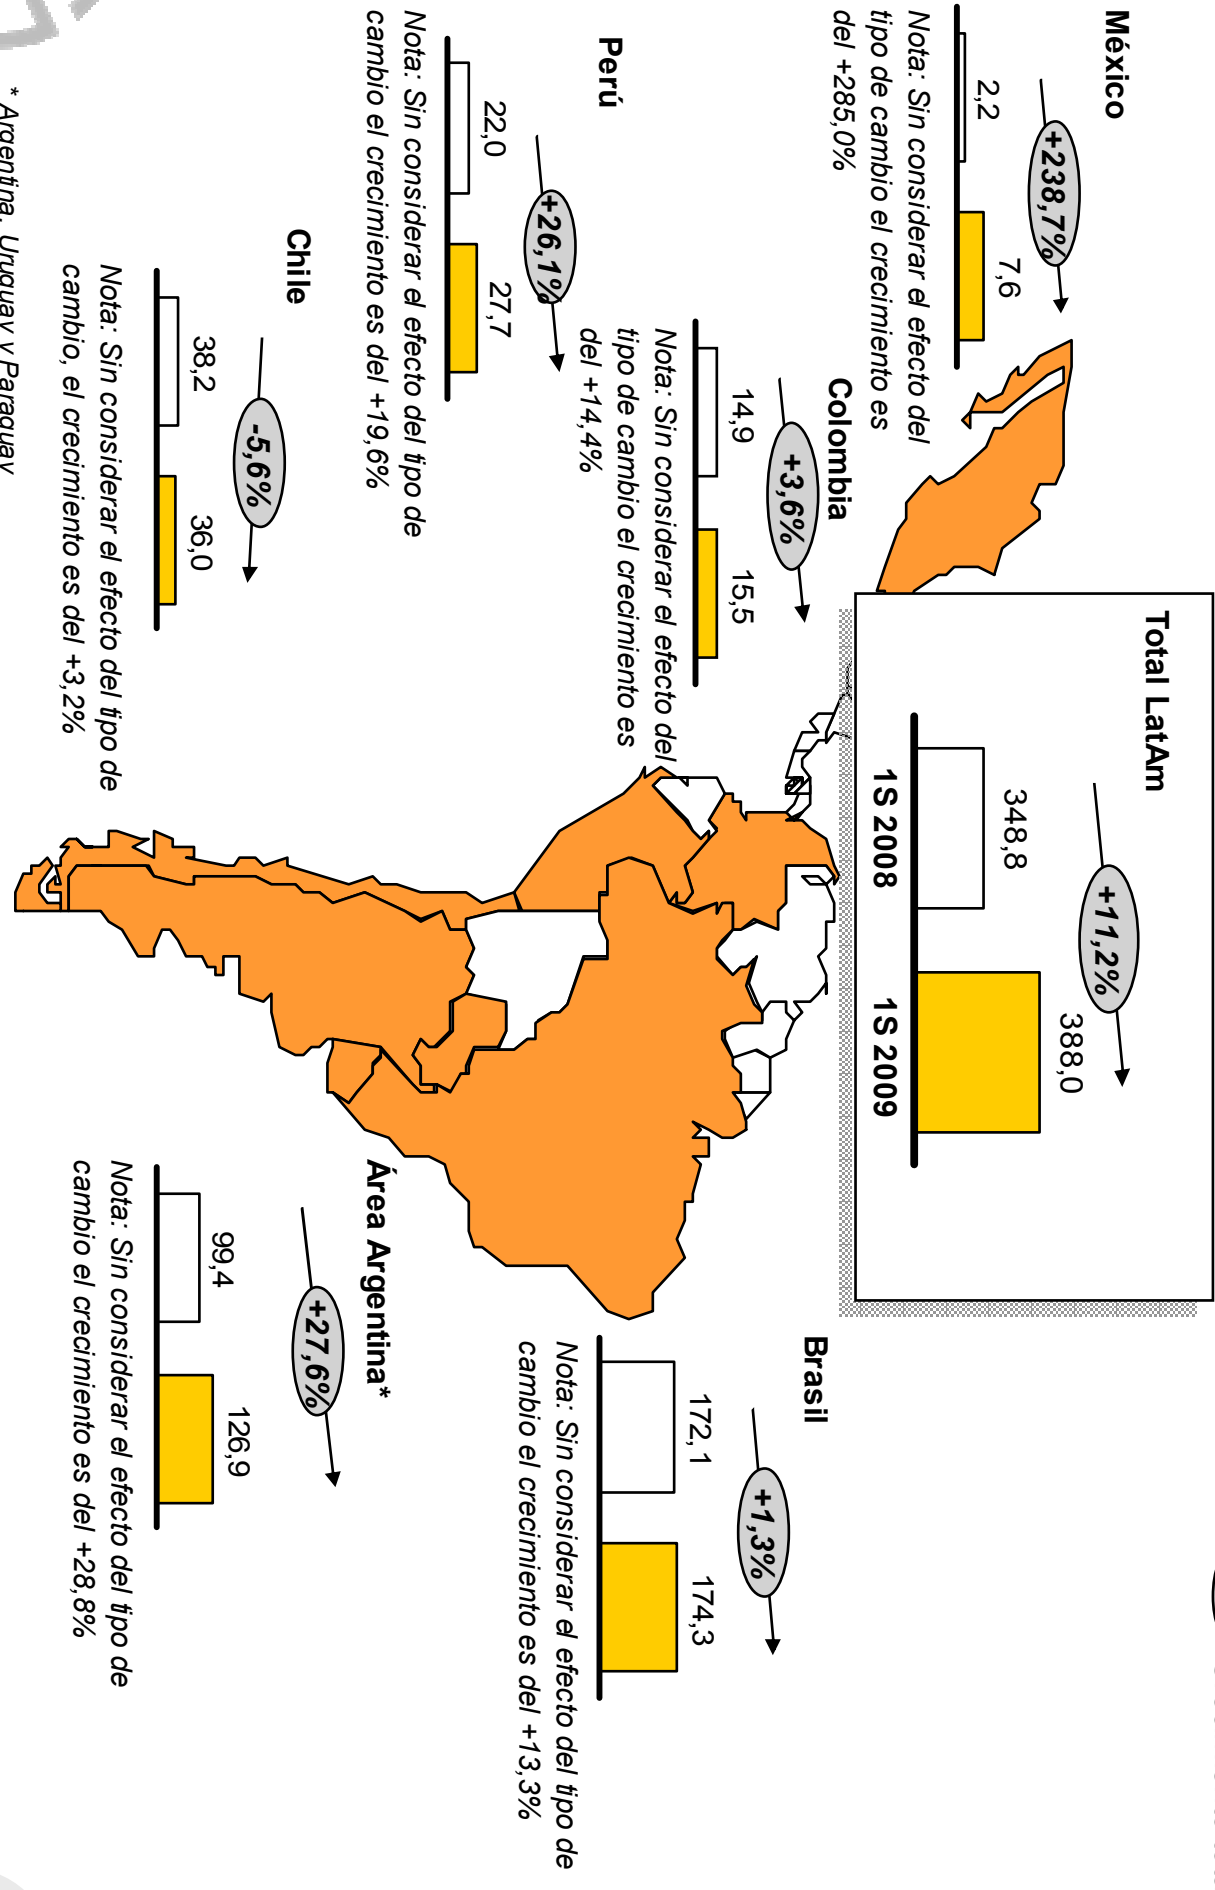 Total LatAm
+11,2%
348,8
388,0
1S 2008
1S 2009
México
+238,7%
2,2
7,6
Nota: Sin considerar el efecto del
tipo de cambio el crecimiento es
del +285,0%
Colombia
+3,6%
14,9
15,5
Nota: Sin considerar el efecto del
tipo de cambio el crecimiento es
del +14,4%
Brasil
+1,3%
172,1
174,3
Nota: Sin considerar el efecto del tipo de
cambio el crecimiento es del +13,3%
Perú
+26,1%
22,0
27,7
Nota: Sin considerar el efecto del tipo de
cambio el crecimiento es del +19,6%
Área Argentina*
+27,6%
99,4
126,9
Nota: Sin considerar el efecto del tipo de
cambio el crecimiento es del +28,8%
Chile
-5,6%
38,2
36,0
Nota: Sin considerar el efecto del tipo de
cambio, el crecimiento es del +3,2%
* Argentina, Uruguay y Paraguay